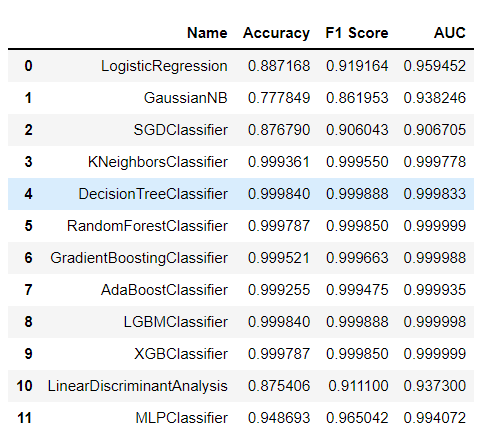 Name Accuracy F1 Score AUC
0 LogisticRegression 0.887168 0.919164 0.959452
1 GaussianNB 0.777849 0.861953 0.938246
2 SGDClassifier 0.876790 0.906043 0.906705
3 KNeighborsClassifier 0.999361 0.999550 0.999778
4 DecisionTreeClassifier 0.999840 0.999888 0.999833
5 RandomForestClassifier 0.999787 0.999850 0.999999
6 GradientBoostingClassifier 0.999521 0.999663 0.999988
7 AdaBoostClassifier 0.999255 0.999475 0.999935
8 LGBMClassifier 0.999840 0.999888 0.999998
9 XGBClassifier 0.999787 0.999850 0.999999
10 LinearDiscriminantAnalysis 0.875406 0.911100 0.937300
11 MLPClassifier 0.948693 0.965042 0.994072